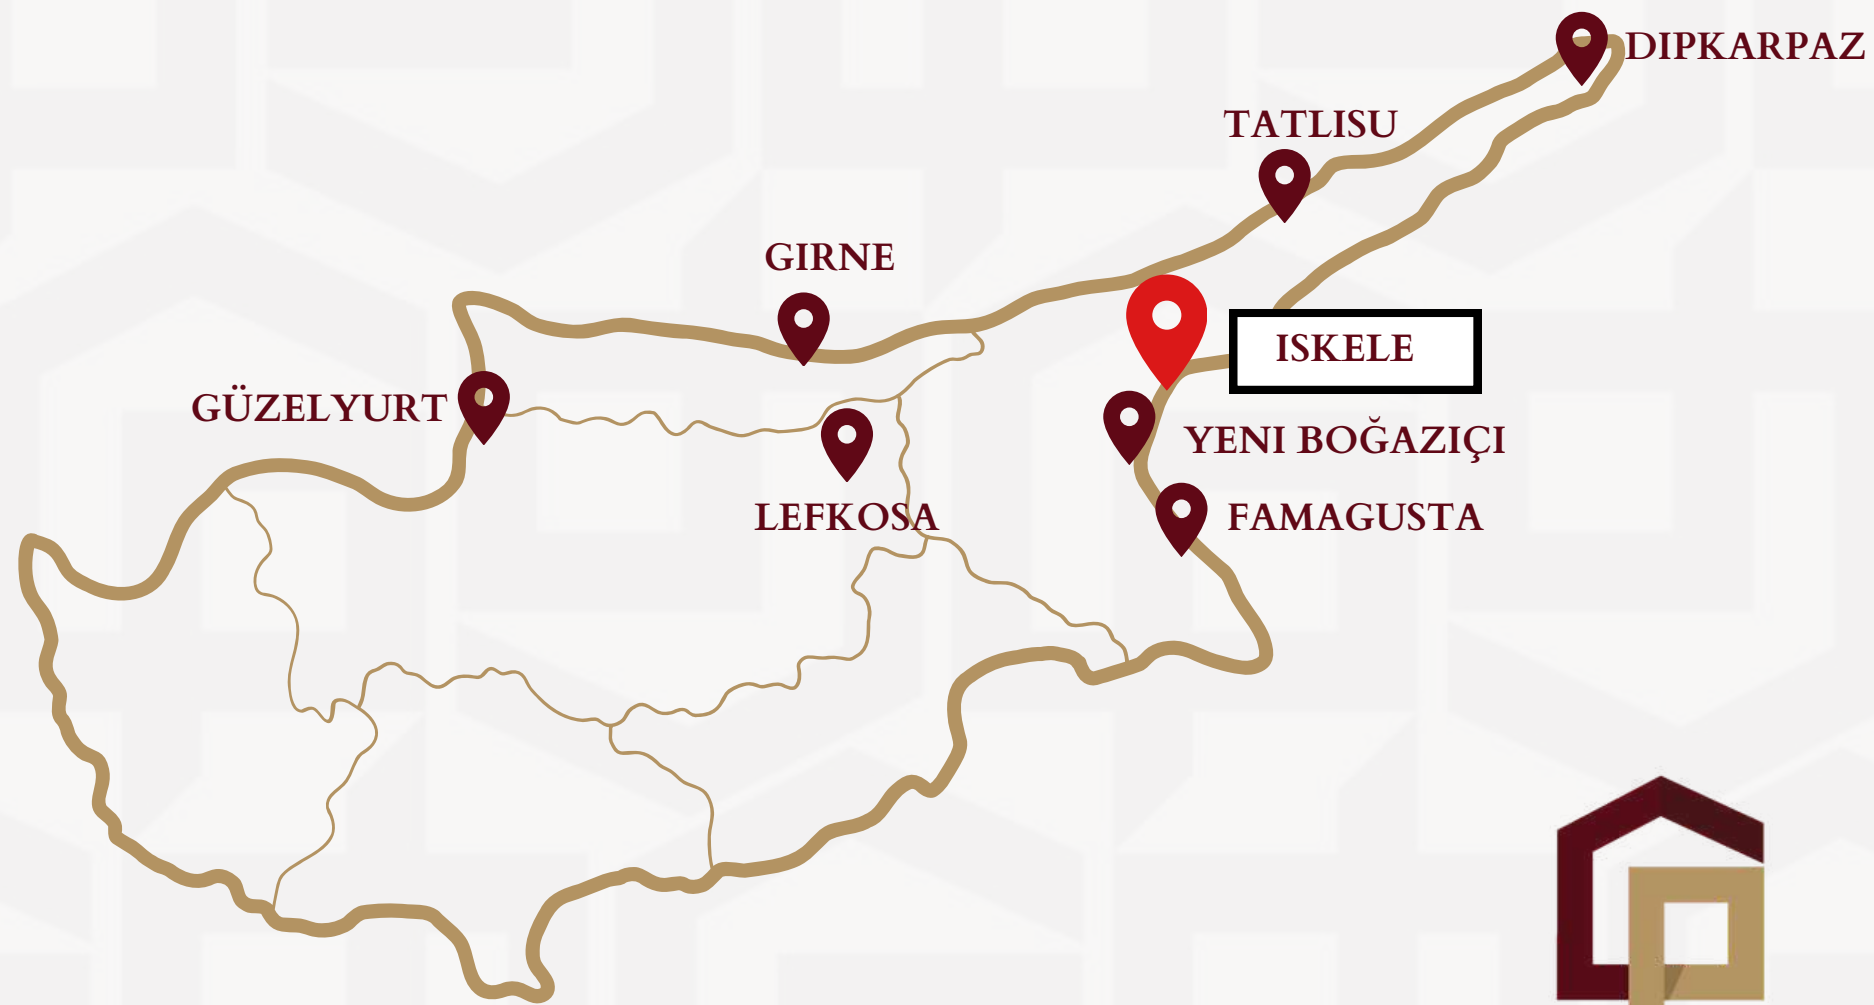 DIPKARPAZ
TATLISU
GIRNE
ISKELE
GÜZELYURT
YENI BOĞAZIÇI
LEFKOSA
FAMAGUSTA